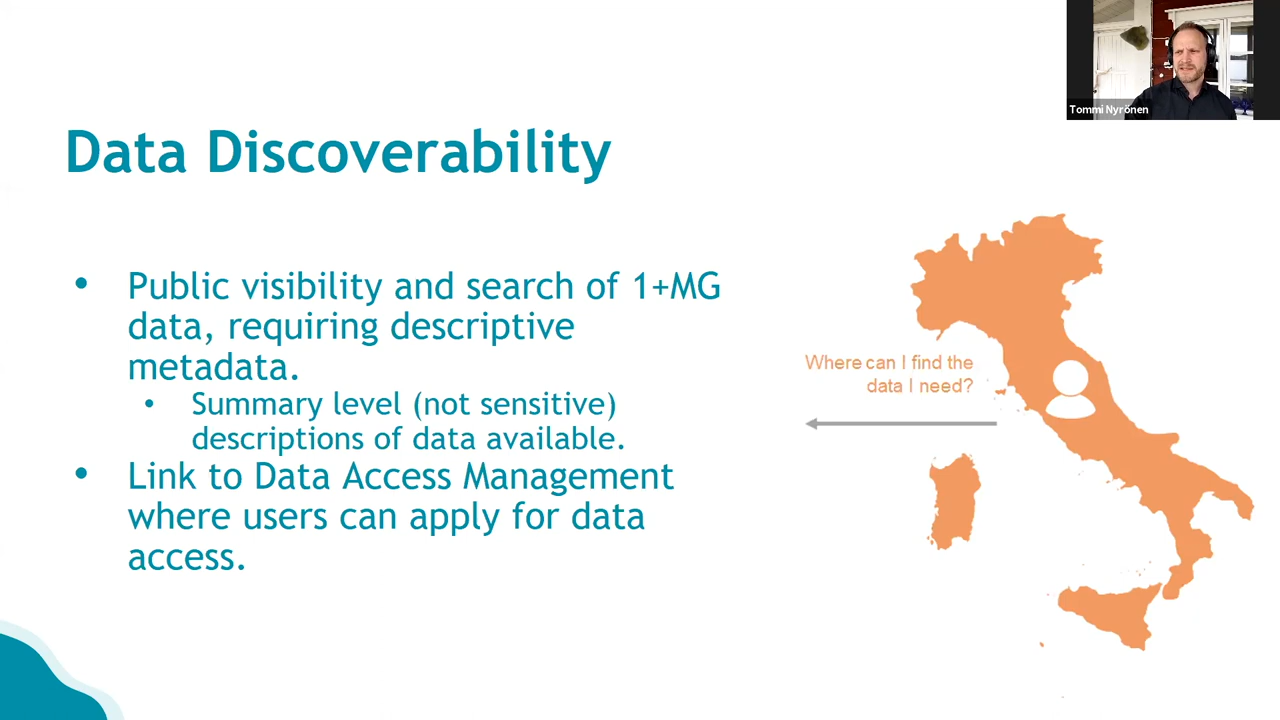 Tommi Nyrönen
Data Discoverability
• Public visibility and search of 1+MG
data, requiring descriptive
metadata.
• Summary level (not sensitive)
descriptions of data available.
• Link to Data Access Management
where users can apply for data
access.
Where can I find the
data I need?